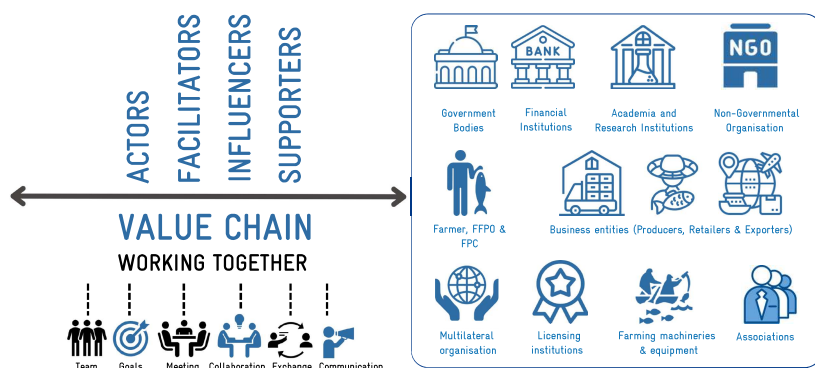 ACTORS
FACILITATORS
INFLUENCERS
SUPPORTERS
VALUE CHAIN
WORKING TOGETHER
Team
Goals
Meeting
Collaboration
Exchange
Communication
BANK
NGO
Government
Bodies
Financial
Institutions
Academia and
Research Institutions
Non-Governmental
Organisation
Farmer, FFPO &
FPC
Business entities (Producers, Retailers & Exporters)
Multilateral
organisation
Licensing
institutions
Farming machineries
& equipment
Associations